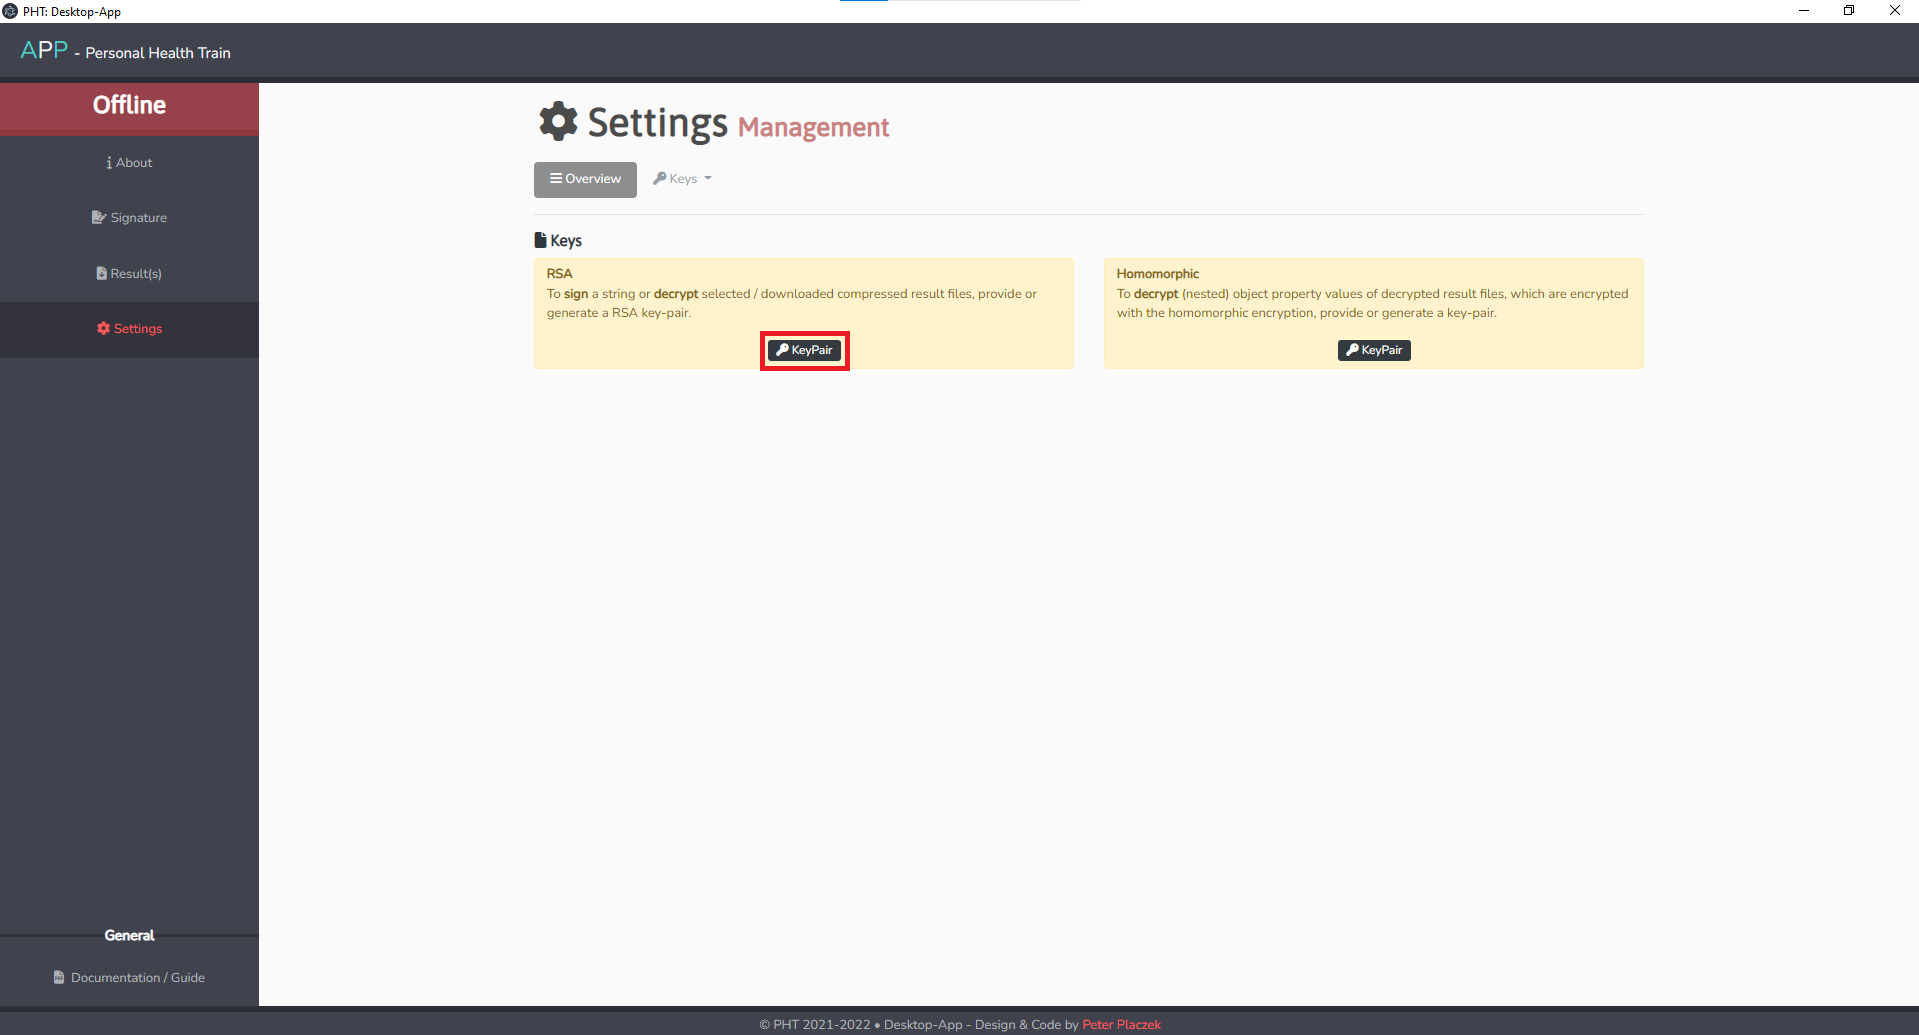 PHT: Desktop-App
APP - Personal Health Train
Offline
About
Signature
Result(s)
Settings
General
Documentation / Guide
Settings Management
Overview
Keys
Keys
RSA
To sign a string or decrypt selected / downloaded compressed result files, provide or
generate a RSA key-pair.
KeyPair
Homomorphic
To decrypt (nested) object property values of decrypted result files, which are encrypted
with the homomorphic encryption, provide or generate a key-pair.
KeyPair
© PHT 2021-2022 • Desktop-App - Design & Code by Peter Placzek